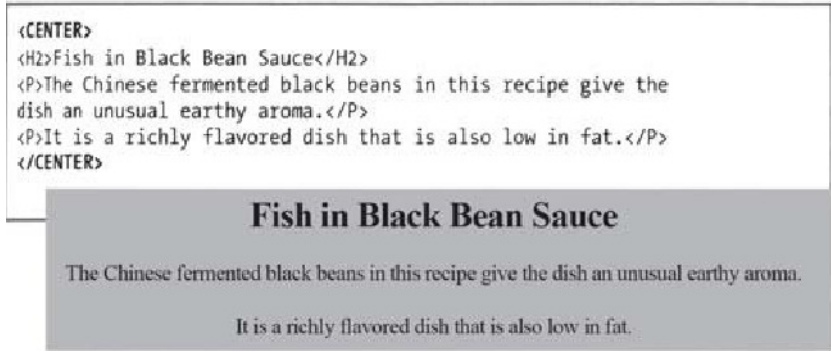 <CENTER>
<H2>Fish in Black Bean Sauce</H2>
<P>The Chinese fermented black beans in this recipe give the
dish an unusual earthy aroma.</P>
<P>It is a richly flavored dish that is also low in fat.</P>
</CENTER>
Fish in Black Bean Sauce
The Chinese fermented black beans in this recipe give the dish an unusual earthy aroma.
It is a richly flavored dish that is also low in fat.